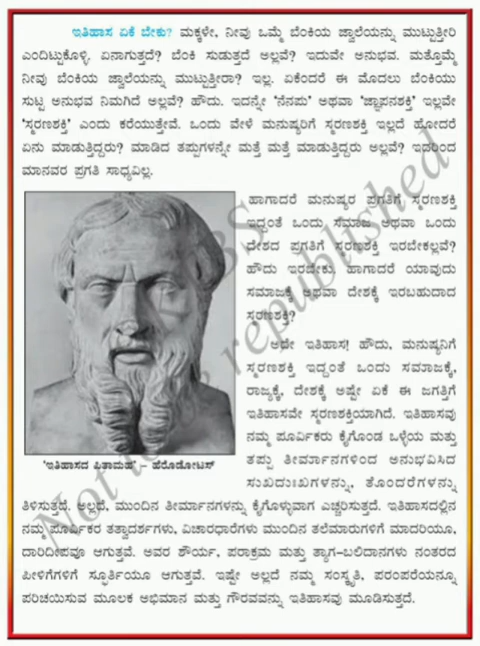 ಇತಿಹಾಸ ಏಕೆ ಬೇಕು? ಮಕ್ಕಳೇ, ನೀವು ಒಮ್ಮೆ ಬೆಂಕಿಯ ಜ್ವಾಲೆಯನ್ನು ಮುಟ್ಟುತ್ತೀರಿ
ಎಂದಿಟ್ಟುಕೊಳ್ಳಿ. ಏನಾಗುತ್ತದೆ? ಬೆಂಕಿ ಸುಡುತ್ತದೆ ಅಲ್ಲವೆ? ಇದುವೇ ಅನುಭವ. ಮತ್ತೊಮ್ಮೆ
ನೀವು ಬೆಂಕಿಯ ಜ್ವಾಲೆಯನ್ನು ಮುಟ್ಟುತ್ತೀರಾ? ಇಲ್ಲ. ಏಕೆಂದರೆ ಈ ಮೊದಲು ಬೆಂಕಿಯು
ಸುಟ್ಟ ಅನುಭವ ನಿಮಗಿದೆ ಅಲ್ಲವೆ? ಹೌದು. ಇದನ್ನೇ 'ನೆನಪು' ಅಥವಾ 'ಜ್ಞಾಪನಶಕ್ತಿ' ಇಲ್ಲವೇ
'ಸ್ಮರಣಶಕ್ತಿ' ಎಂದು ಕರೆಯುತ್ತೇವೆ. ಒಂದು ವೇಳೆ ಮನುಷ್ಯರಿಗೆ ಸ್ಮರಣಶಕ್ತಿ ಇಲ್ಲದೆ ಹೋದರೆ
ಏನು ಮಾಡುತ್ತಿದ್ದರು? ಮಾಡಿದ ತಪ್ಪುಗಳನ್ನೇ ಮತ್ತೆ ಮತ್ತೆ ಮಾಡುತ್ತಿದ್ದರು ಅಲ್ಲವೆ? ಇದರಿಂದ
ಮಾನವರ ಪ್ರಗತಿ ಸಾಧ್ಯವಿಲ್ಲ.
ಹಾಗಾದರೆ ಮನುಷ್ಯರ ಪ್ರಗತಿಗೆ ಸ್ಮರಣಶಕ್ತಿ
ಇದ್ದಂತೆ ಒಂದು ಸಮಾಜ ಅಥವಾ ಒಂದು
ದೇಶದ ಪ್ರಗತಿಗೆ ಸ್ಮರಣಶಕ್ತಿ ಇರಬೇಕಲ್ಲವೆ?
ಹೌದು ಇರಬೇಕು. ಹಾಗಾದರೆ ಯಾವುದು
ಸಮಾಜಕ್ಕೆ ಅಥವಾ ದೇಶಕ್ಕೆ ಇರಬಹುದಾದ
ಸ್ಮರಣಶಕ್ತಿ?
ಅದೇ ಇತಿಹಾಸ! ಹೌದು, ಮನುಷ್ಯನಿಗೆ
ಸ್ಮರಣಶಕ್ತಿ ಇದ್ದಂತೆ ಒಂದು ಸಮಾಜಕ್ಕೆ,
ರಾಜ್ಯಕ್ಕೆ, ದೇಶಕ್ಕೆ ಅಷ್ಟೇ ಏಕೆ ಈ ಜಗತ್ತಿಗೆ
ಇತಿಹಾಸವೇ ಸ್ಮರಣಶಕ್ತಿಯಾಗಿದೆ. ಇತಿಹಾಸವು
ನಮ್ಮ ಪೂರ್ವಿಕರು ಕೈಗೊಂಡ ಒಳ್ಳೆಯ ಮತ್ತು
ತಪ್ಪು ತೀರ್ಮಾನಗಳಿಂದ ಅನುಭವಿಸಿದ
ಸುಖದುಃಖಗಳನ್ನು, ತೊಂದರೆಗಳನ್ನು
'ಇತಿಹಾಸದ ಪಿತಾಮಹ' – ಹೆರೊಡೋಟಸ್
ತಿಳಿಸುತ್ತದೆ. ಅಲ್ಲದೆ, ಮುಂದಿನ ತೀರ್ಮಾನಗಳನ್ನು ಕೈಗೊಳ್ಳುವಾಗ ಎಚ್ಚರಿಸುತ್ತದೆ. ಇತಿಹಾಸದಲ್ಲಿನ
ನಮ್ಮ ಪೂರ್ವಿಕರ ತತ್ವಾದರ್ಶಗಳು, ವಿಚಾರಧಾರೆಗಳು ಮುಂದಿನ ತಲೆಮಾರುಗಳಿಗೆ ಮಾದರಿಯೂ,
ದಾರಿದೀಪವೂ ಆಗುತ್ತವೆ. ಅವರ ಶೌರ್ಯ, ಪರಾಕ್ರಮ ಮತ್ತು ತ್ಯಾಗ-ಬಲಿದಾನಗಳು ನಂತರದ
ಪೀಳಿಗೆಗಳಿಗೆ ಸ್ಫೂರ್ತಿಯೂ ಆಗುತ್ತವೆ. ಇಷ್ಟೇ ಅಲ್ಲದೆ ನಮ್ಮ ಸಂಸ್ಕೃತಿ, ಪರಂಪರೆಯನ್ನೂ
ಪರಿಚಯಿಸುವ ಮೂಲಕ ಅಭಿಮಾನ ಮತ್ತು ಗೌರವವನ್ನು ಇತಿಹಾಸವು ಮೂಡಿಸುತ್ತದೆ.
Not to be republished